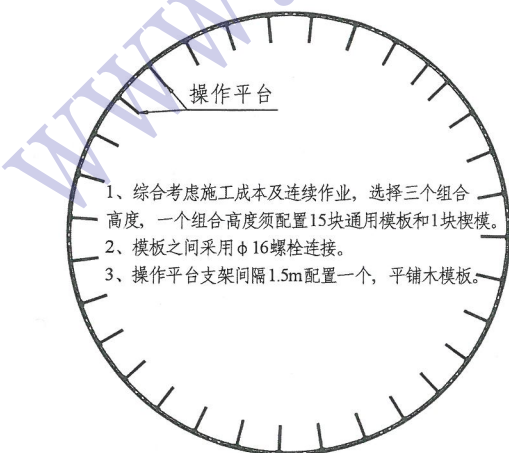 操作平台
1、综合考虑施工成本及连续作业，选择三个组合
高度，一个组合高度须配置15块通用模板和1块楔模。
2、模板之间采用φ16螺栓连接。
3、操作平台支架间隔1.5m配置一个，平铺木模板。